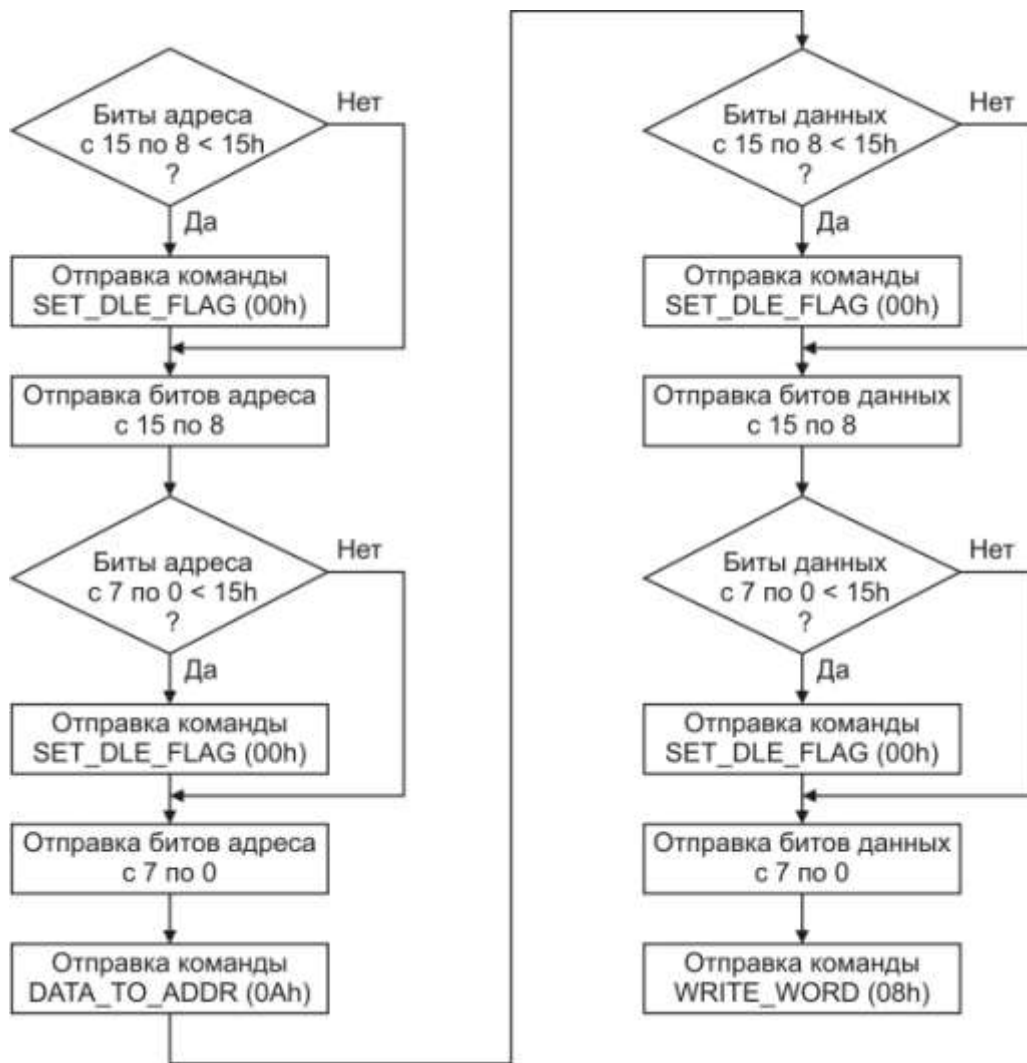 Биты адреса
с 15 по 8 < 15h
?
Нет
Да
Отправка команды
SET_DLE_FLAG (00h)
Отправка битов адреса
с 15 по 8
Биты адреса
с 7 по 0 < 15h
?
Нет
Да
Отправка команды
SET_DLE_FLAG (00h)
Отправка битов адреса
с 7 по 0
Отправка команды
DATA_TO_ADDR (0Ah)
Биты данных
с 15 по 8 < 15h
?
Нет
Да
Отправка команды
SET_DLE_FLAG (00h)
Отправка битов данных
с 15 по 8
Биты данных
с 7 по 0 < 15h
?
Нет
Да
Отправка команды
SET_DLE_FLAG (00h)
Отправка битов данных
с 7 по 0
Отправка команды
WRITE_WORD (08h)